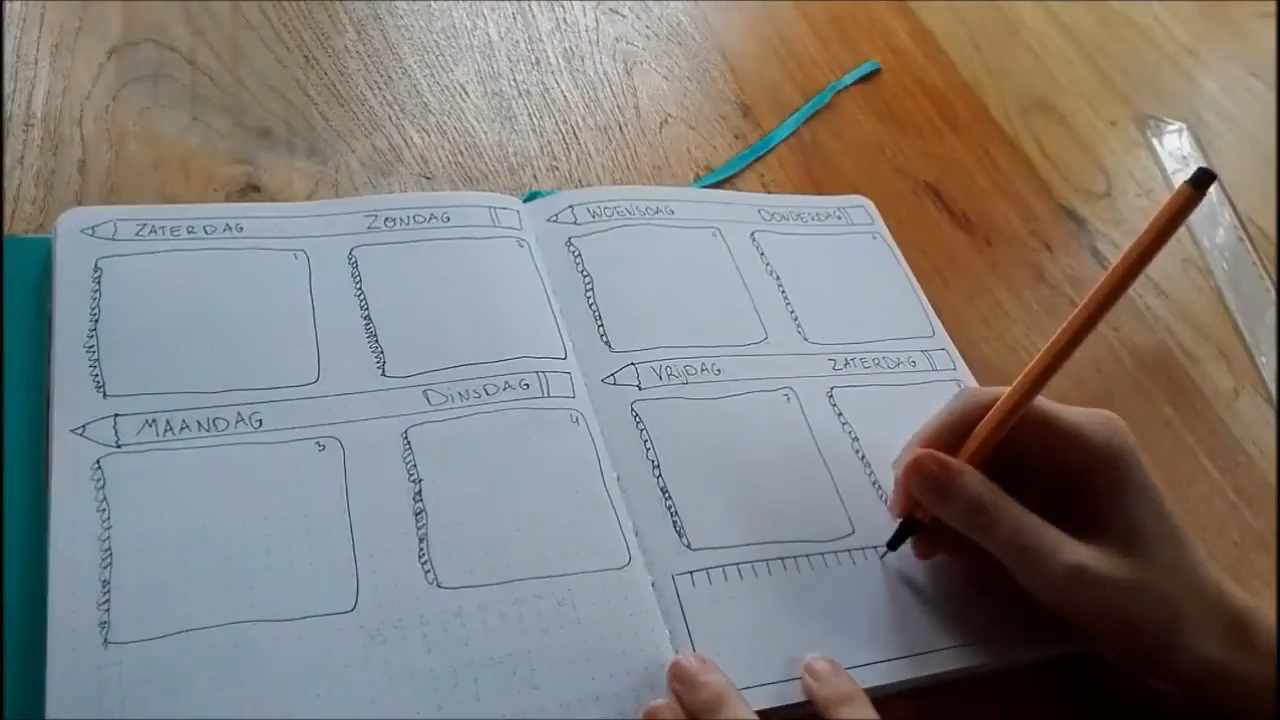 ZATERDAG ZONDAG
1 2
MAANDAG DINSDAG
3 4
WOENSDAG DONDERDAG
VRIJDAG ZATERDAG
7